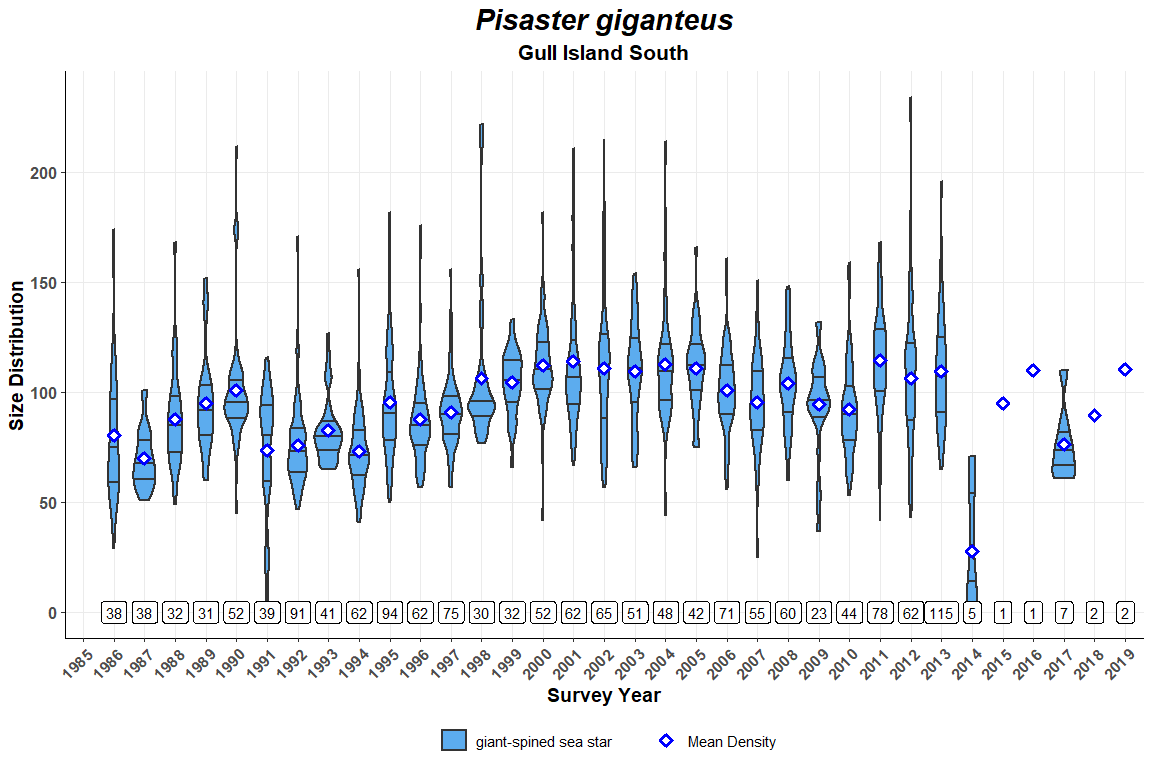 Pisaster giganteus
Gull Island South
Size Distribution
200
150
100
50
0
38 38 32 31 52 39 91 41 62 94 62 75 30 32 52 62 65 51 48 42 71 55 60 23 44 78 62 115 5 1 1 7 2 2
1985 1986 1987 1988 1989 1990 1991 1992 1993 1994 1995 1996 1997 1998 1999 2000 2001 2002 2003 2004 2005 2006 2007 2008 2009 2010 2011 2012 2013 2014 2015 2016 2017 2018 2019
Survey Year
giant-spined sea star Mean Density